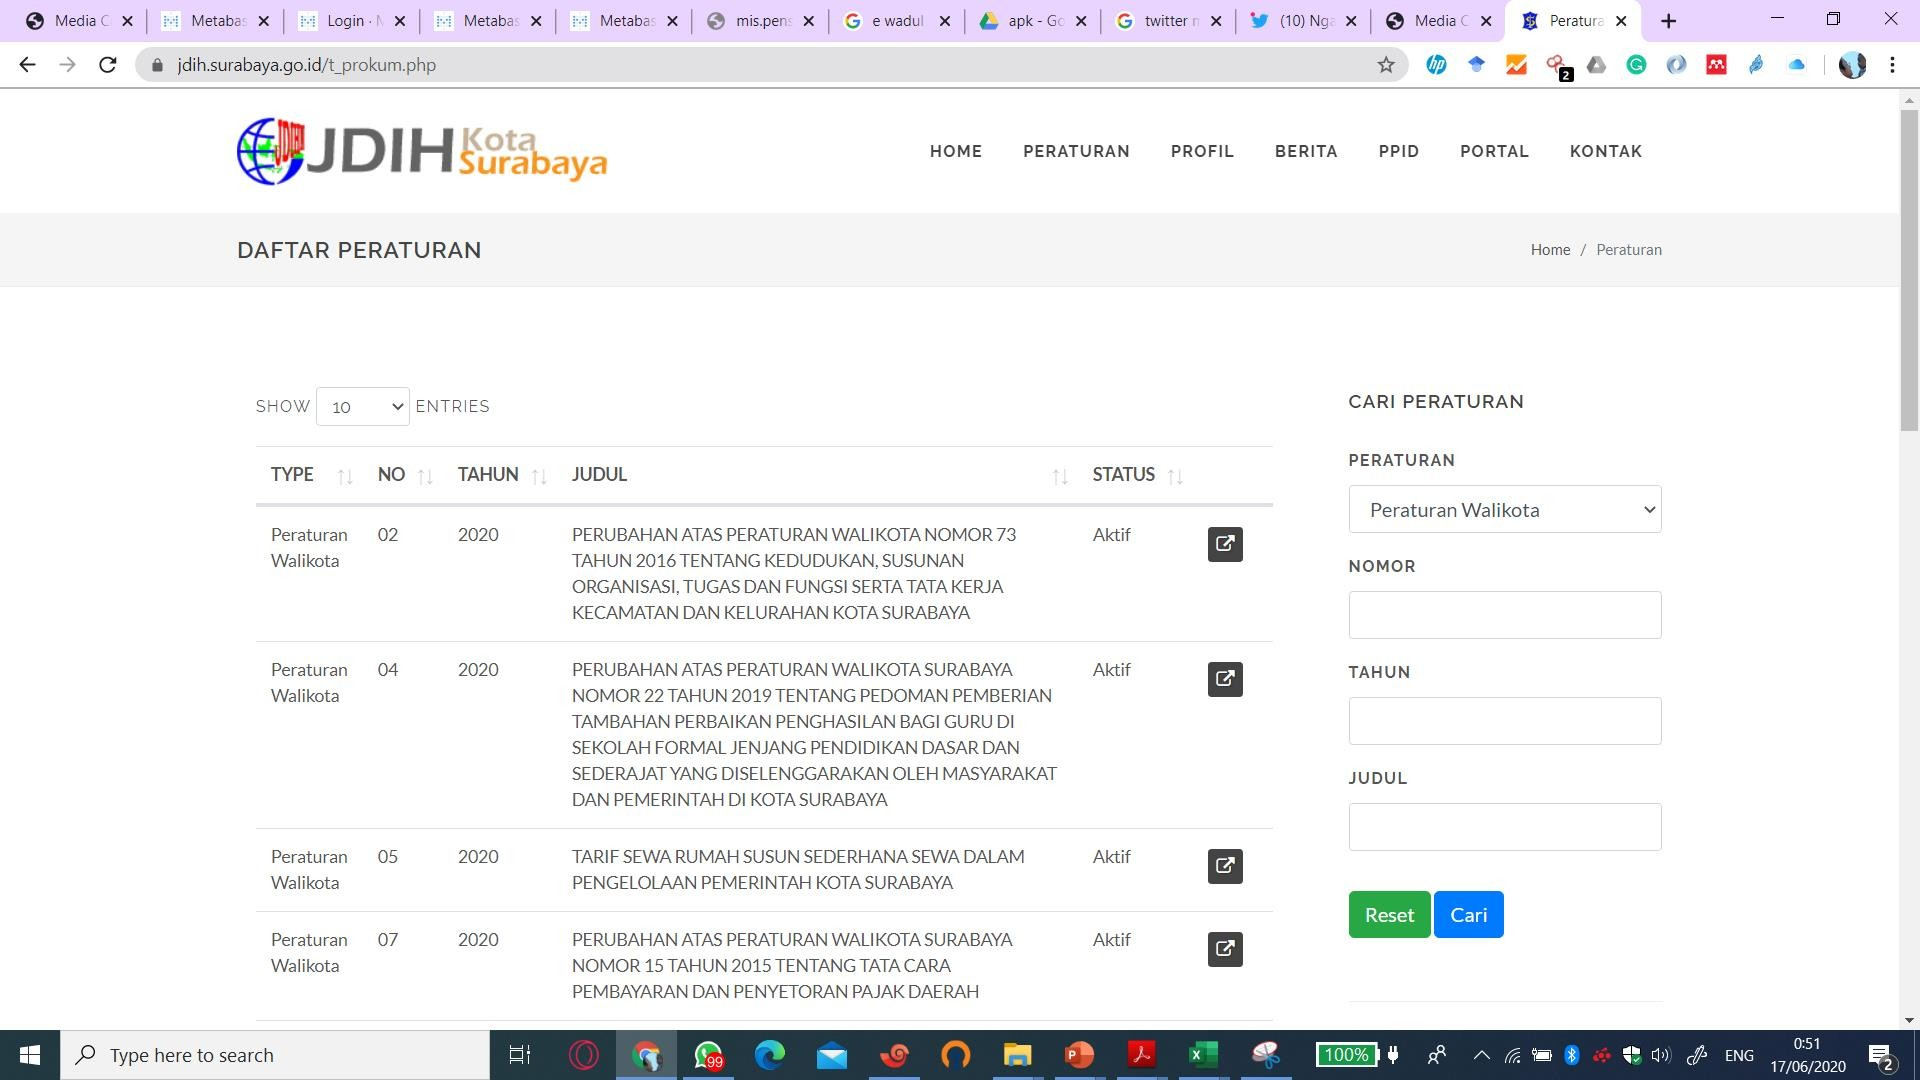 Media C
Metabas
Login · M
Metabas
Metabas
mis.pens
e wadul
apk - Go
twitter m
(10) Nga
Media C
Peratura
jdih.surabaya.go.id/t_prokum.php
2
JDIH Kota Surabaya
HOME PERATURAN PROFIL BERITA PPID PORTAL KONTAK
DAFTAR PERATURAN
Home / Peraturan
SHOW 10 ENTRIES
TYPE NO TAHUN JUDUL STATUS
Peraturan Walikota 02 2020 PERUBAHAN ATAS PERATURAN WALIKOTA NOMOR 73
TAHUN 2016 TENTANG KEDUDUKAN, SUSUNAN
ORGANISASI, TUGAS DAN FUNGSI SERTA TATA KERJA
KECAMATAN DAN KELURAHAN KOTA SURABAYA
Aktif
Peraturan Walikota 04 2020 PERUBAHAN ATAS PERATURAN WALIKOTA SURABAYA
NOMOR 22 TAHUN 2019 TENTANG PEDOMAN PEMBERIAN
TAMBAHAN PERBAIKAN PENGHASILAN BAGI GURU DI
SEKOLAH FORMAL JENJANG PENDIDIKAN DASAR DAN
SEDERAJAT YANG DISELENGGARAKAN OLEH MASYARAKAT
DAN PEMERINTAH DI KOTA SURABAYA
Aktif
Peraturan Walikota 05 2020 TARIF SEWA RUMAH SUSUN SEDERHANA SEWA DALAM
PENGELOLAAN PEMERINTAH KOTA SURABAYA
Aktif
Peraturan Walikota 07 2020 PERUBAHAN ATAS PERATURAN WALIKOTA SURABAYA
NOMOR 15 TAHUN 2015 TENTANG TATA CARA
PEMBAYARAN DAN PENYETORAN PAJAK DAERAH
Aktif
CARI PERATURAN
PERATURAN
Peraturan Walikota
NOMOR
TAHUN
JUDUL
Reset Cari
Type here to search
99
100%
ENG
0:51
17/06/2020
2